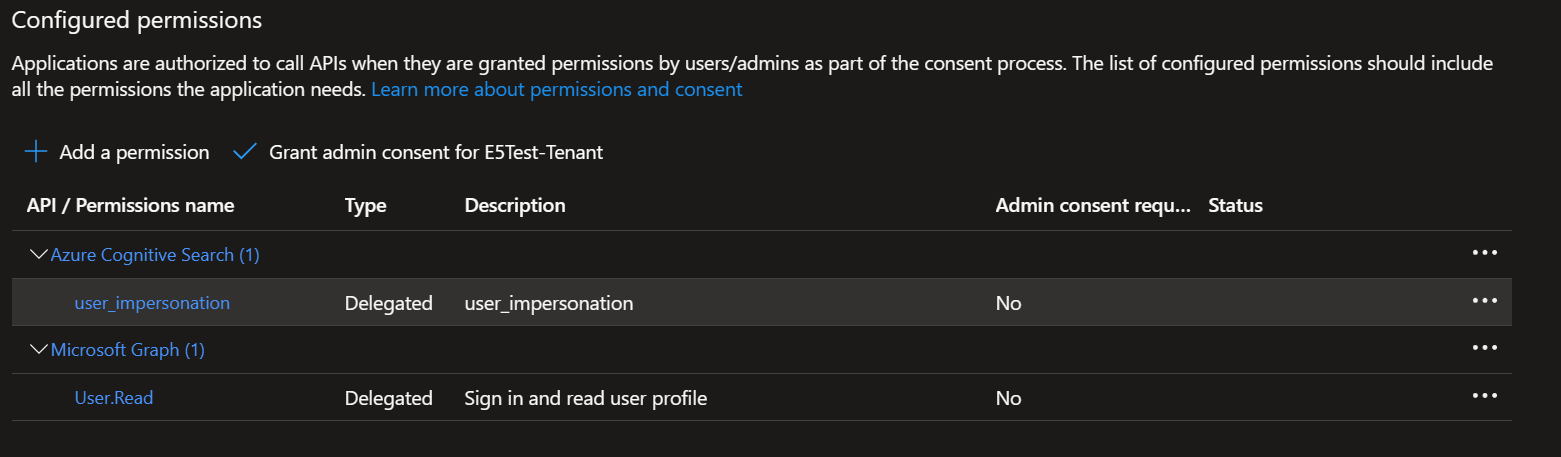 Configured permissions
Applications are authorized to call APIs when they are granted permissions by users/admins as part of the consent process. The list of configured permissions should include
all the permissions the application needs. Learn more about permissions and consent
Add a permission Grant admin consent for E5Test-Tenant
API / Permissions name Type Description Admin consent requ... Status
Azure Cognitive Search (1)
user_impersonation Delegated user_impersonation No
Microsoft Graph (1)
User.Read Delegated Sign in and read user profile No